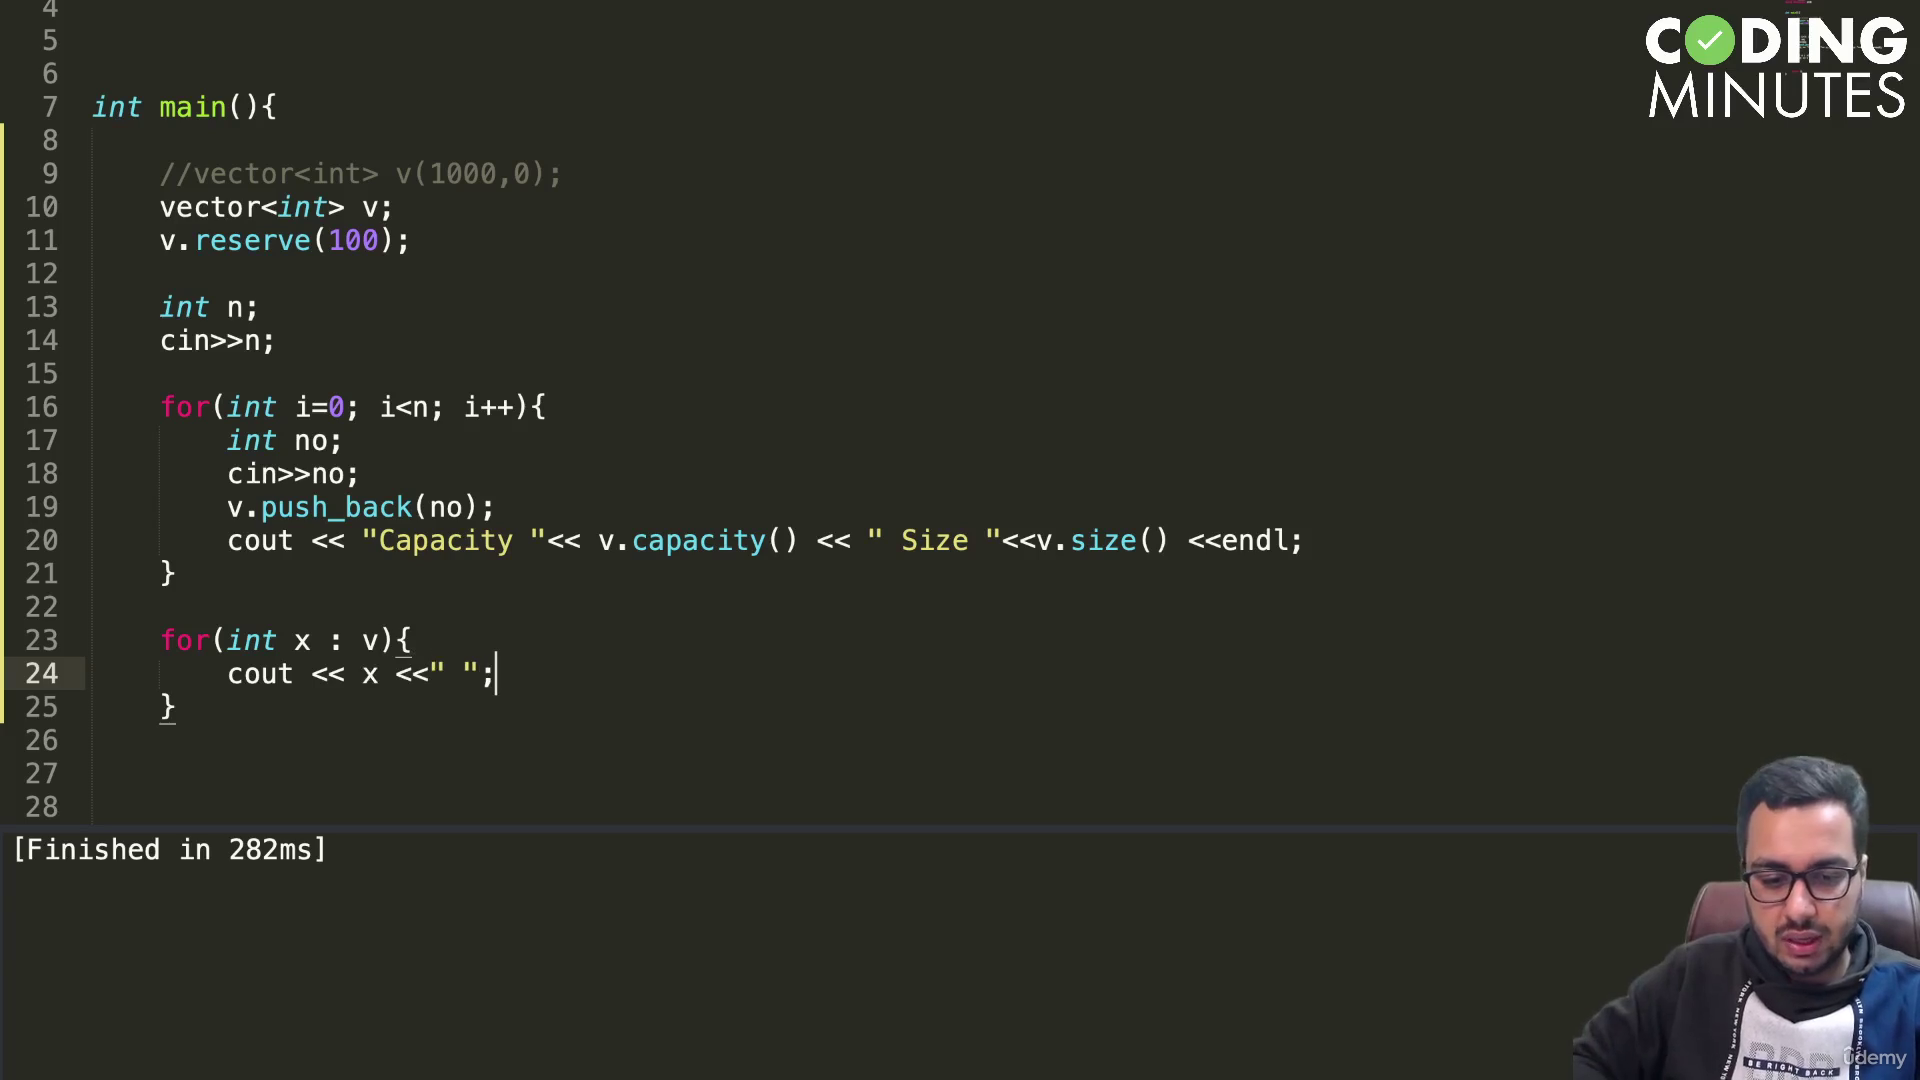 CODING
MINUTES
4
5
6
7 int main(){
8
9 //vector<int> v(1000,0);
10 vector<int> v;
11 v.reserve(100);
12
13 int n;
14 cin>>n;
15
16 for(int i=0; i<n; i++){
17 int no;
18 cin>>no;
19 v.push_back(no);
20 cout << "Capacity "<< v.capacity() << " Size "<<v.size() <<endl;
21 }
22
23 for(int x : v){
24 cout << x <<" ";
25 }
26
27
28
[Finished in 282ms]
BE RIGHT BACK
udemy